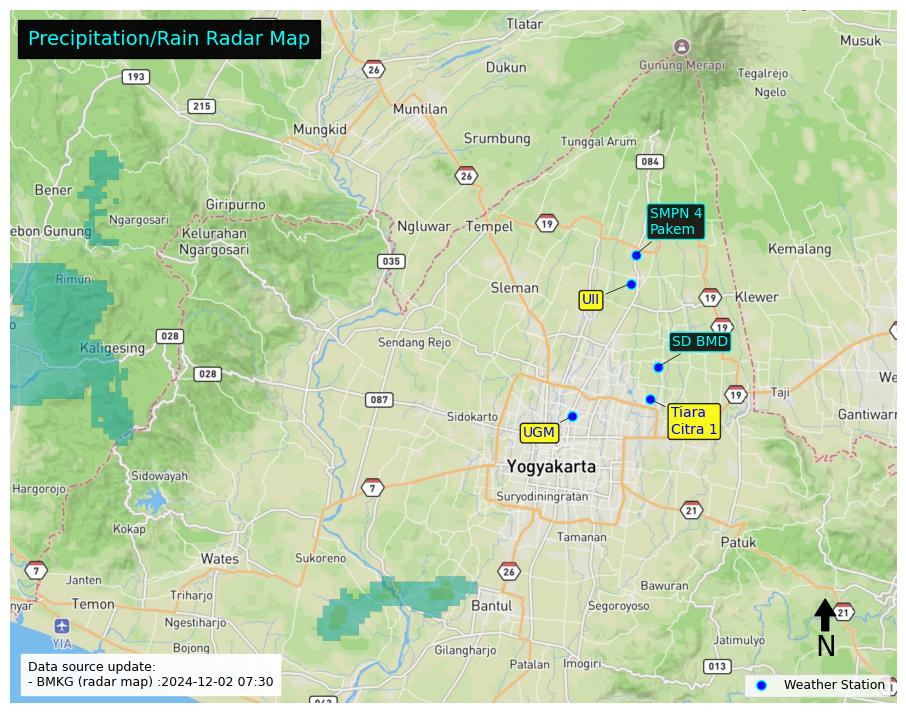 Precipitation/Rain Radar Map
Tlatar
Musuk
26
Gunung Merapi
Dukun
193
Tegalrejo
Ngelo
215
Muntilan
Mungkid
Srumbung
Tunggal Arum
084
26
Bener
Giripurno
SMPN 4
Pakem
Ngargosari
Ngluwar
Tempel
19
ebon Gunung
Kelurahan
Ngargosari
Kemalang
035
Rimun
Sleman
UII
19
Klewer
19
028
Kaligesing
Sendang Rejo
SD BMD
028
We
087
19
Taji
Sidokarto
Tiara
Citra 1
Gantiwarn
UGM
Yogyakarta
Sidowayah
Hargorojo
7
Suryodiningratan
21
Kokap
Tamanan
Patuk
Wates
Sukoreno
7
26
Janten
Bawuran
nyar
Temon
Triharjo
Bantul
Segoroyoso
21
Ngestiharjo
YIA
N
Jatimulyo
Bojong
Gilangharjo
Patalan
Imogiri
013
Data source update:
- BMKG (radar map) :2024-12-02 07:30
Weather Station